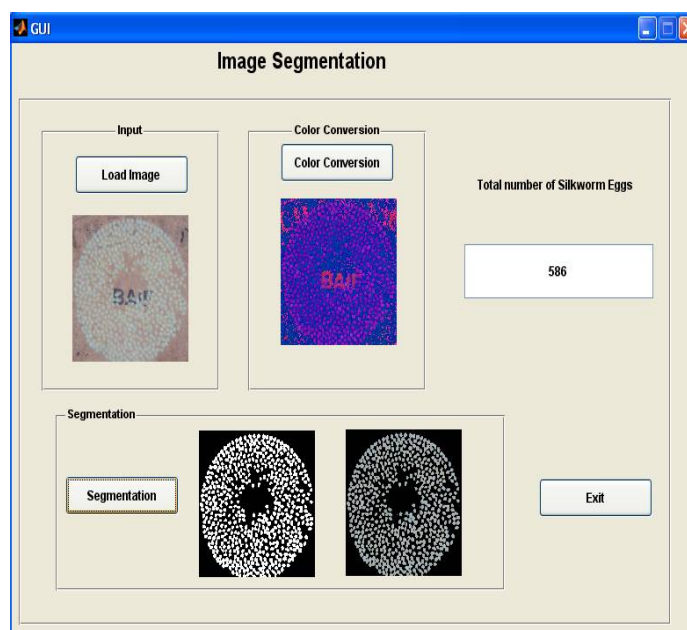 GUI
Image Segmentation
Input
Load Image
BAIF
Color Conversion
Color Conversion
BAIF
Total number of Silkworm Eggs
586
Segmentation
Segmentation
Exit